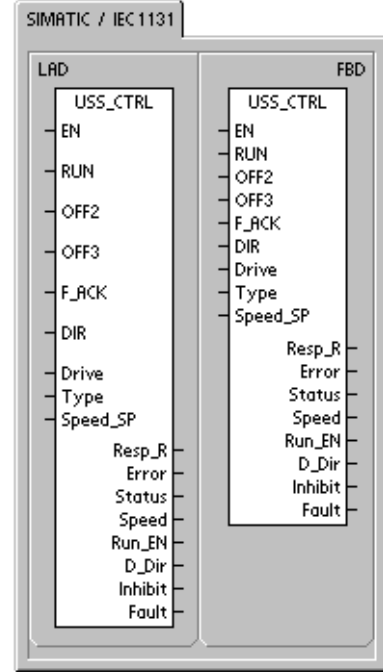 SIMATIC / IEC1131
LAD
USS_CTRL
EN
RUN
OFF2
OFF3
F_ACK
DIR
Drive
Type
Speed_SP
Resp_R
Error
Status
Speed
Run_EN
D_Dir
Inhibit
Fault
FBD
USS_CTRL
EN
RUN
OFF2
OFF3
F_ACK
DIR
Drive
Type
Speed_SP
Resp_R
Error
Status
Speed
Run_EN
D_Dir
Inhibit
Fault